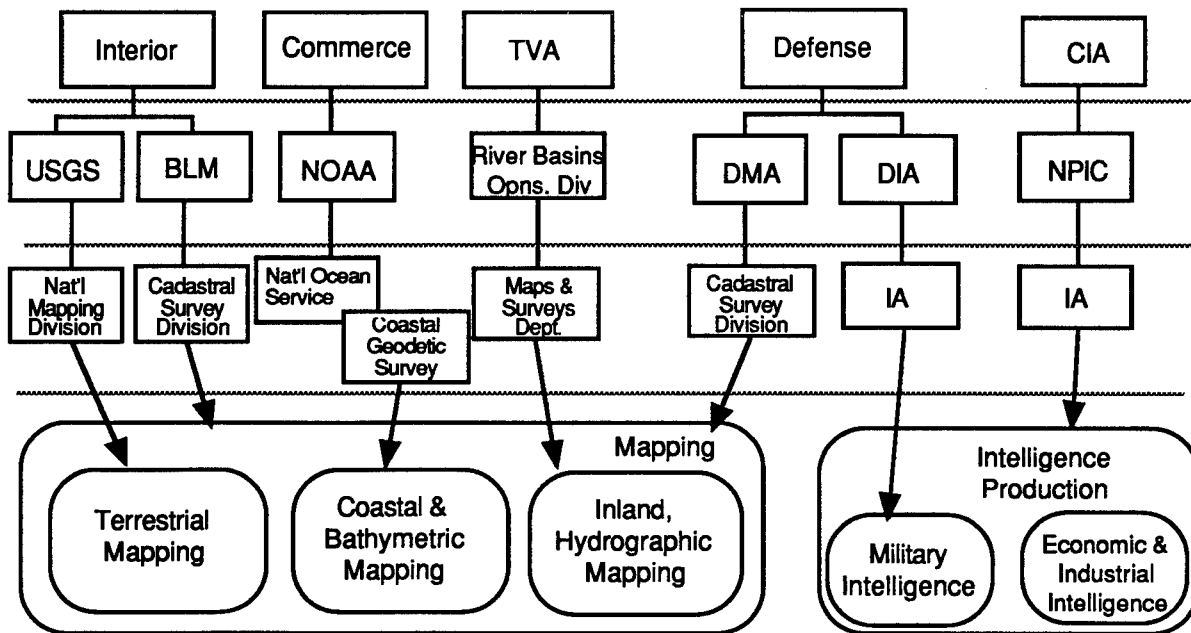 Interior
Commerce
TVA
Defense
CIA
USGS
BLM
NOAA
River Basins
Opns. Div
DMA
DIA
NPIC
Nat'l
Mapping
Division
Cadastral
Survey
Division
Nat'l Ocean
Service
Coastal
Geodetic
Survey
Maps &
Surveys
Dept.
Cadastral
Survey
Division
IA
IA
Mapping
Terrestrial
Mapping
Coastal &
Bathymetric
Mapping
Inland,
Hydrographic
Mapping
Intelligence
Production
Military
Intelligence
Economic &
Industrial
Intelligence